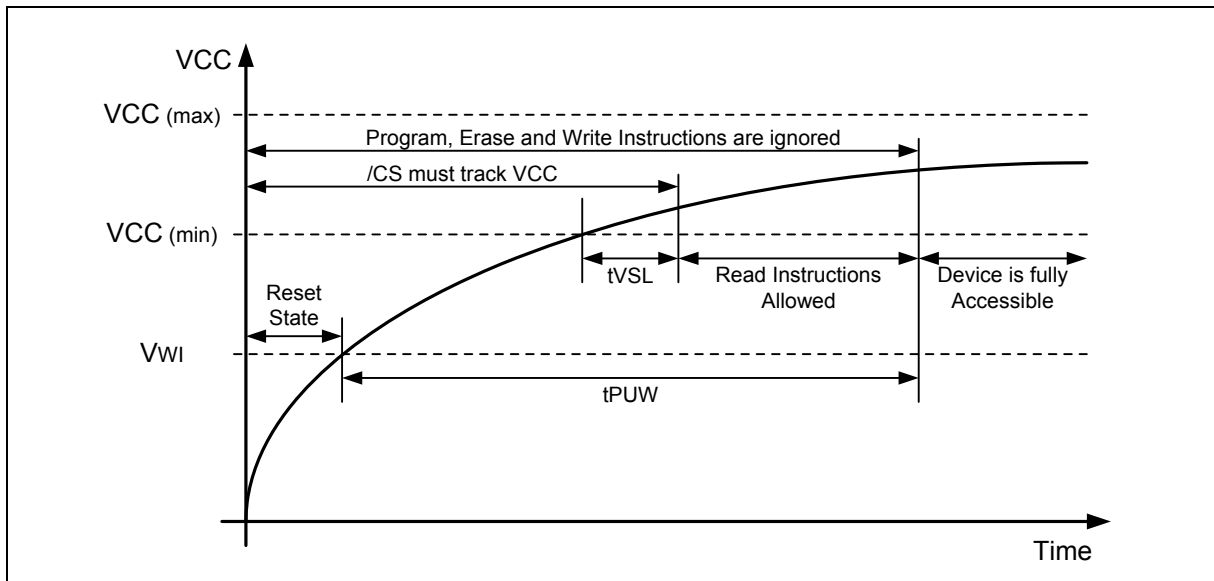 VCC
VCC (max)
Program, Erase and Write Instructions are ignored
/CS must track VCC
VCC (min)
tVSL
Read Instructions
Allowed
Device is fully
Accessible
Reset
State
VWI
tPUW
Time